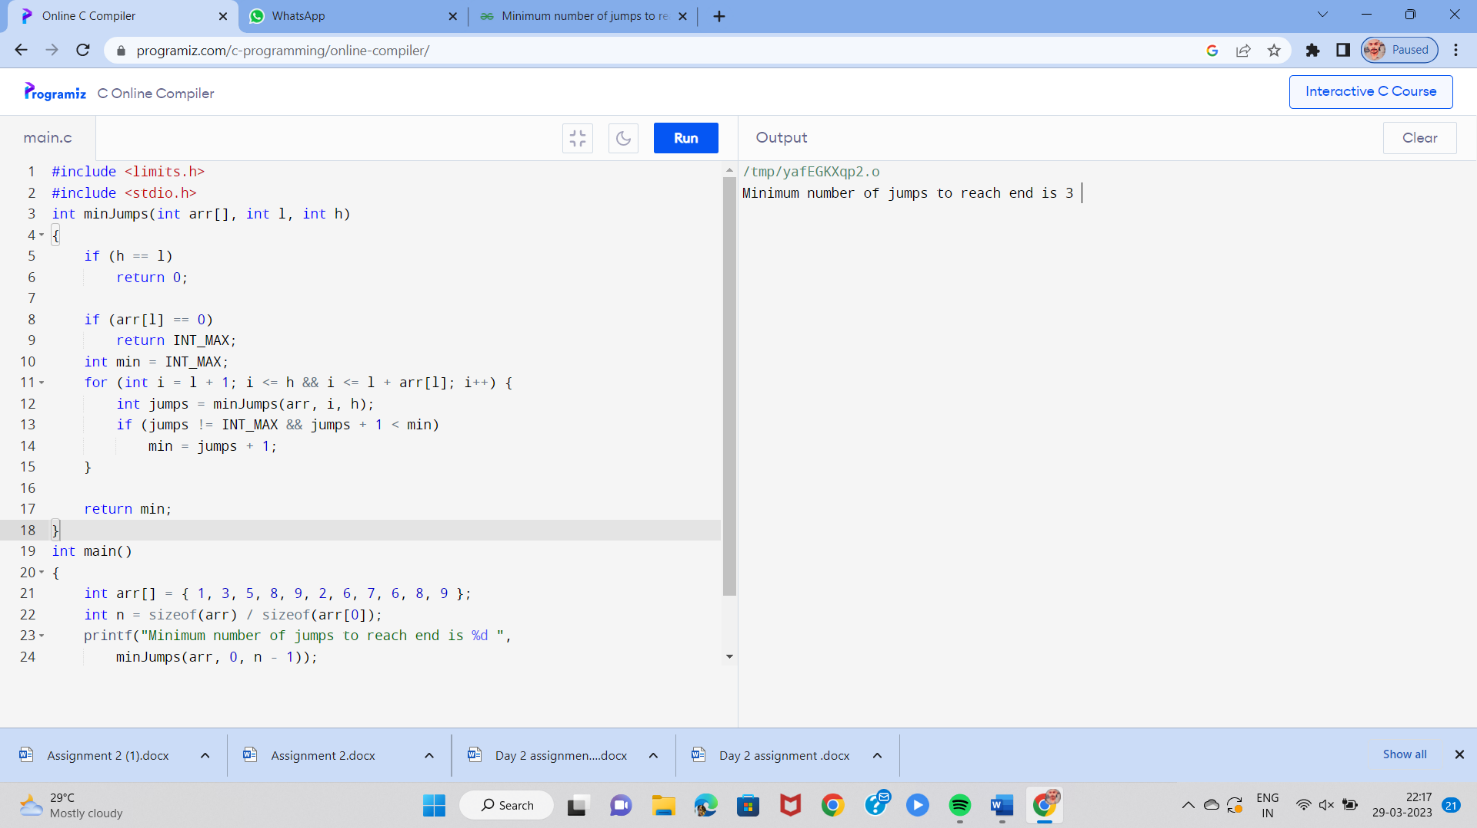 Online C Compiler
WhatsApp
Minimum number of jumps to re
programiz.com/c-programming/online-compiler/
Paused
Programiz C Online Compiler
Interactive C Course
main.c
Run
Output
Clear
1 #include <limits.h>
2 #include <stdio.h>
3 int minJumps(int arr[], int l, int h)
4 {
5 if (h == l)
6 return 0;
7
8 if (arr[l] == 0)
9 return INT_MAX;
10 int min = INT_MAX;
11 for (int i = l + 1; i <= h && i <= l + arr[l]; i++) {
12 int jumps = minJumps(arr, i, h);
13 if (jumps != INT_MAX && jumps + 1 < min)
14 min = jumps + 1;
15 }
16
17 return min;
18 }
19 int main()
20 {
21 int arr[] = { 1, 3, 5, 8, 9, 2, 6, 7, 6, 8, 9 };
22 int n = sizeof(arr) / sizeof(arr[0]);
23 printf("Minimum number of jumps to reach end is %d ",
24 minJumps(arr, 0, n - 1));
/tmp/yafEGKXqp2.o
Minimum number of jumps to reach end is 3
Assignment 2 (1).docx
Assignment 2.docx
Day 2 assignmen....docx
Day 2 assignment .docx
Show all
29°C
Mostly cloudy
Search
ENG
IN
22:17
29-03-2023
21